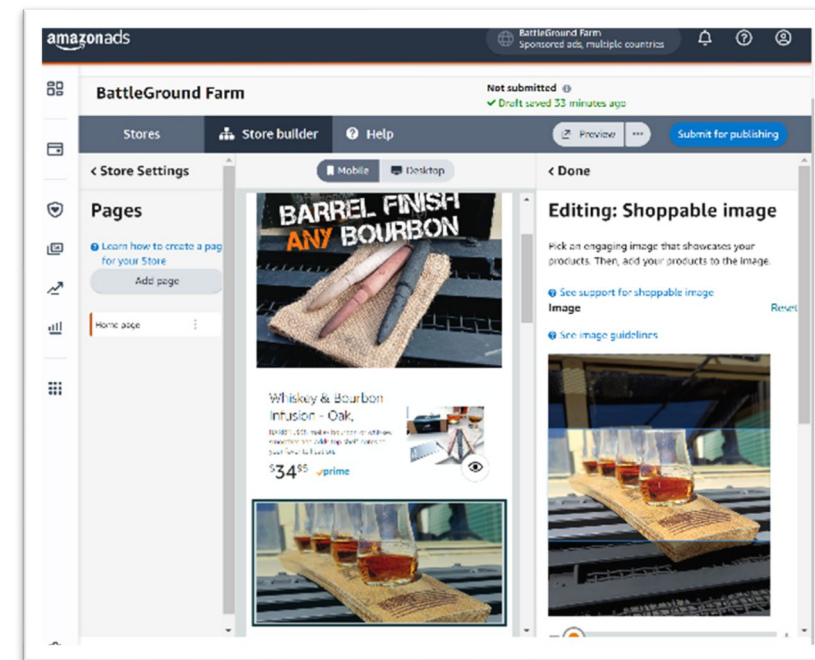 amazonads
BattleGround Farm
Sponsored ads, multiple countries
BattleGround Farm
Not submitted
Draft saved 33 minutes ago
Stores
Store builder
Help
Preview
Submit for publishing
< Store Settings
Mobile
Desktop
< Done
Pages
Learn how to create a pag
for your Store
Add page
Home page
BARREL FINISH
ANY BOURBON
Whiskey & Bourbon
Infusion - Oak,
$3495
prime
Editing: Shoppable image
Pick an engaging image that showcases your
products. Then, add your products to the image.
See support for shoppable image
Image
Reset
See image guidelines